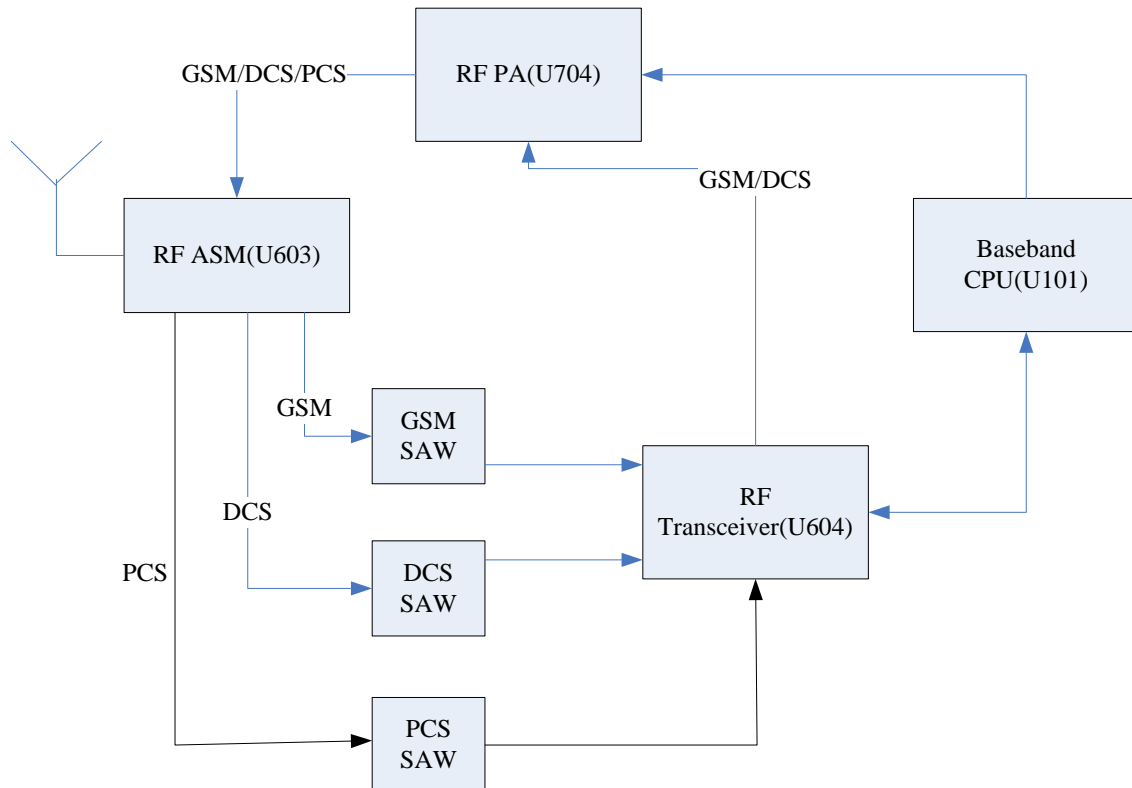 GSM/DCS/PCS
RF PA(U704)
GSM/DCS
RF ASM(U603)
Baseband
CPU(U101)
GSM
GSM
SAW
RF
Transceiver(U604)
DCS
DCS
SAW
PCS
PCS
SAW